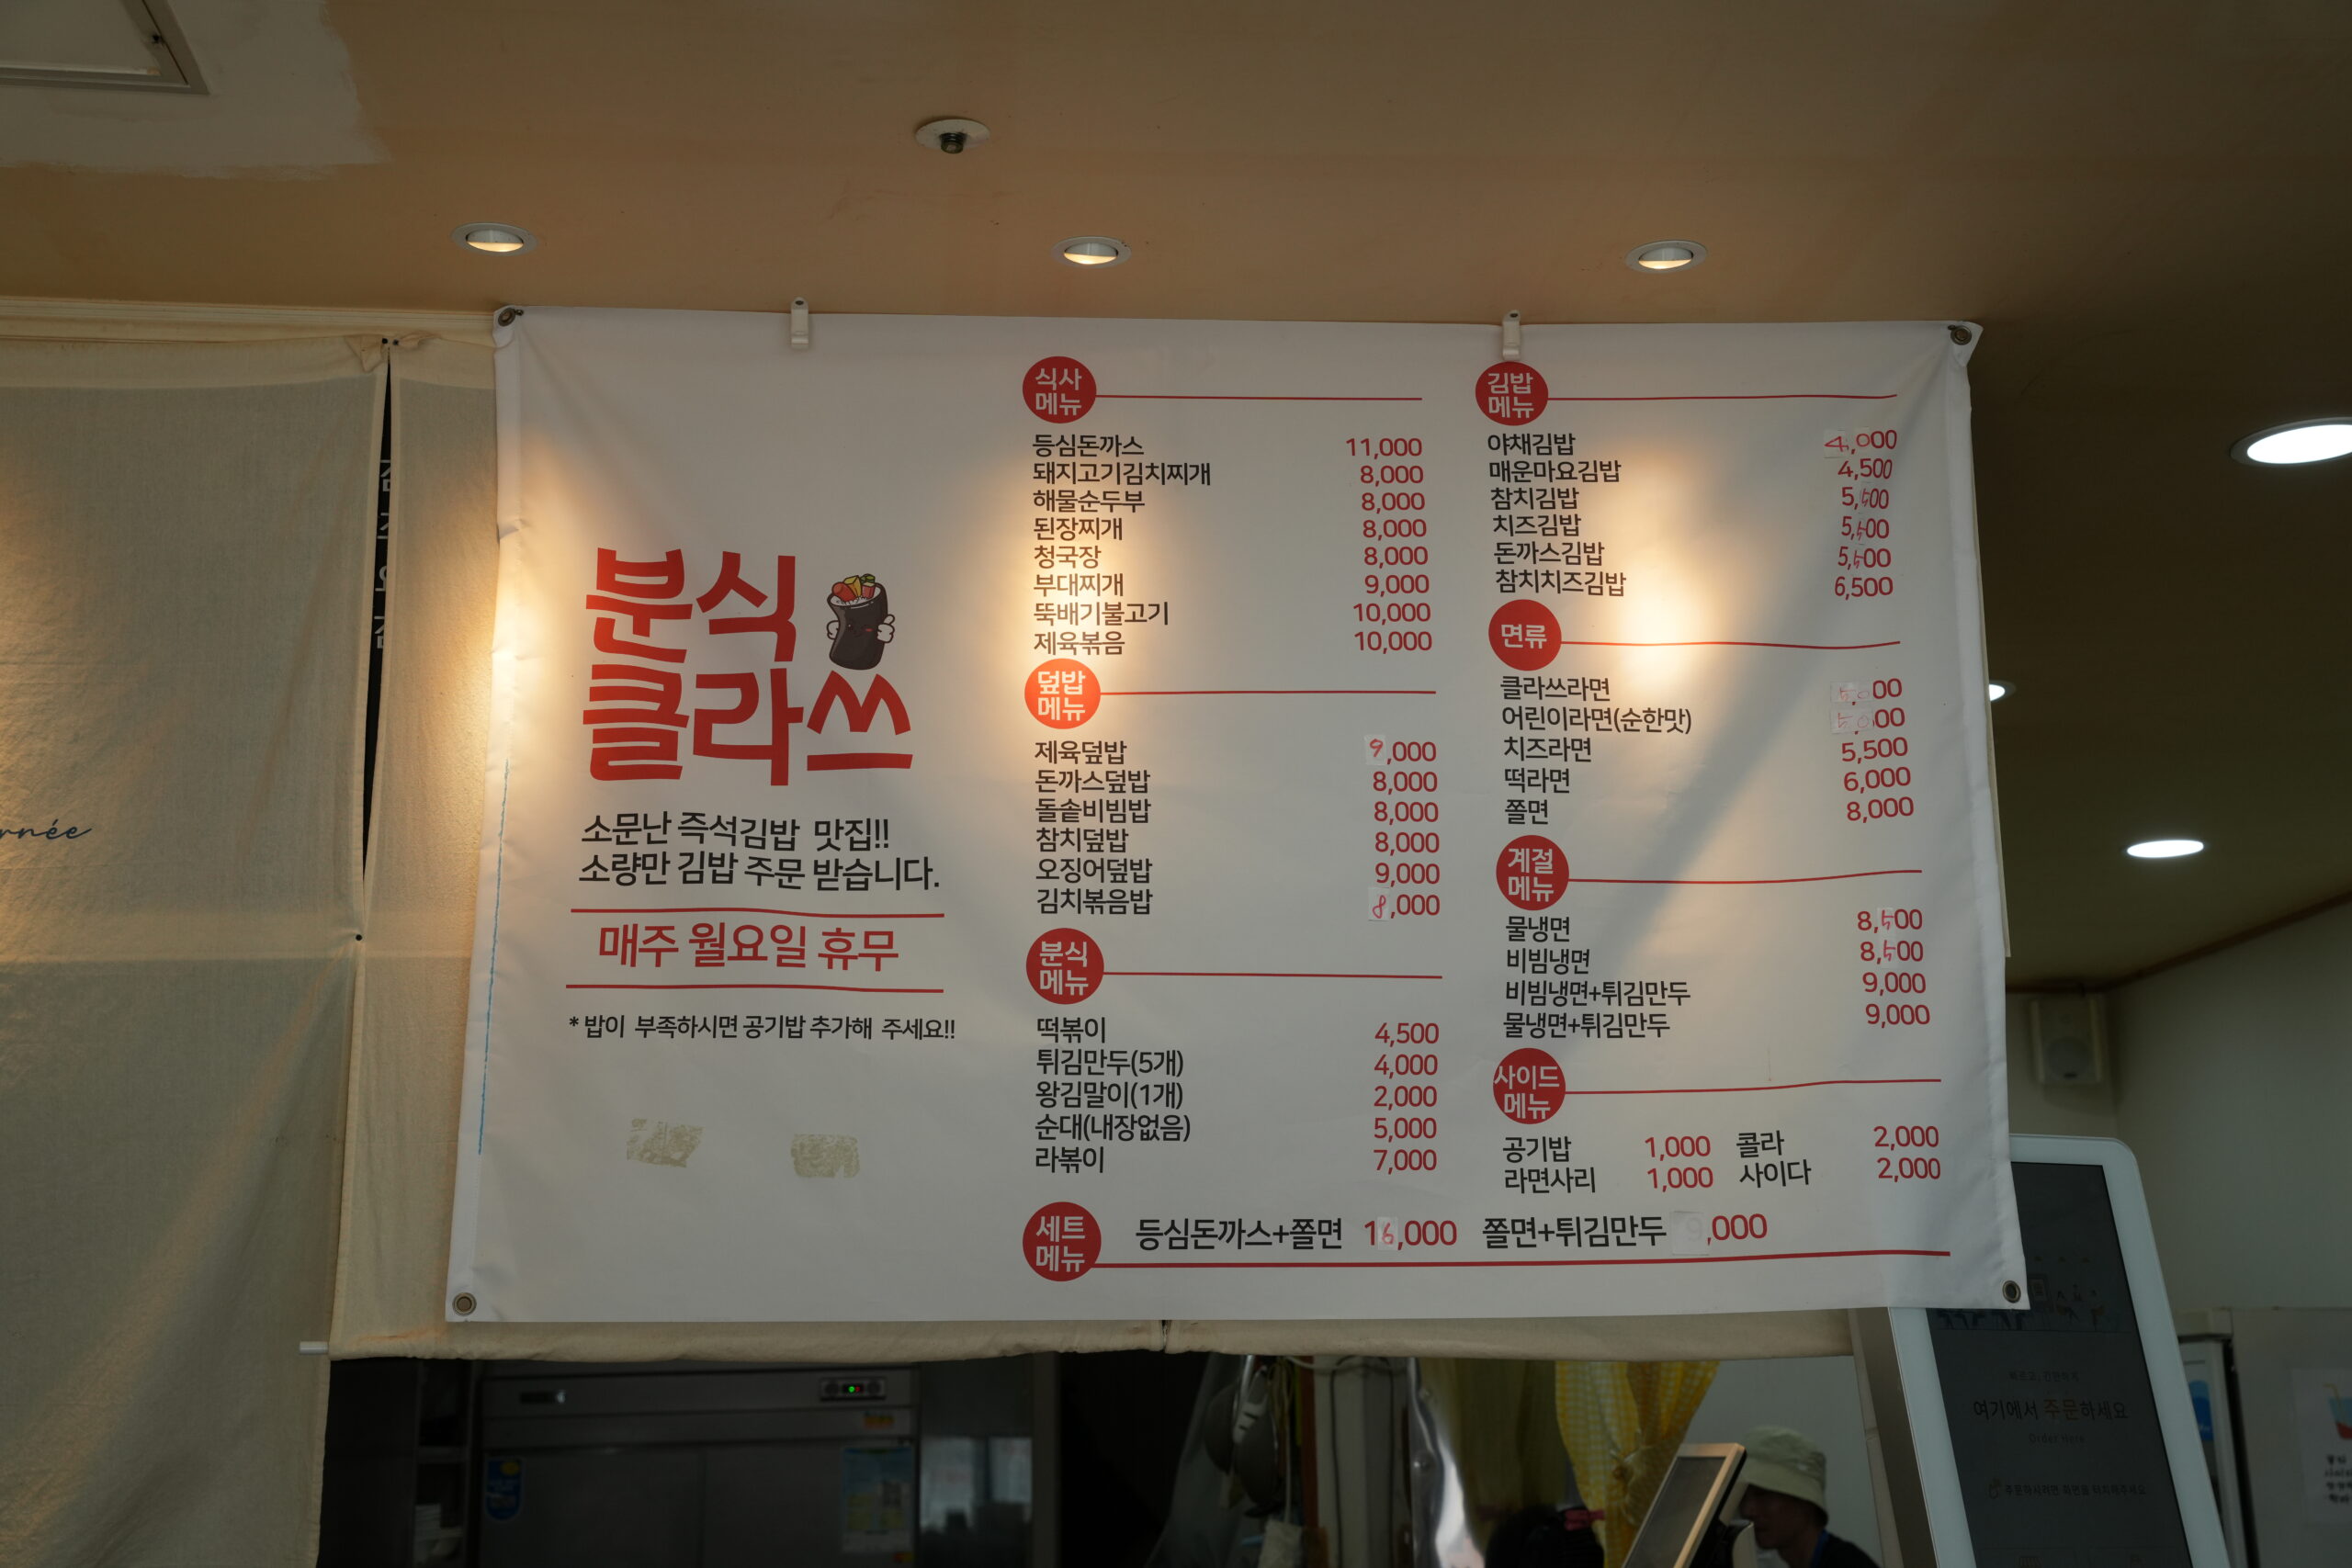 rnée
분식
클라쓰
소문난 즉석김밥 맛집!!
소량만 김밥 주문 받습니다.
매주 월요일 휴무
* 밥이 부족하시면 공기밥 추가해 주세요!!
식사
메뉴
등심돈까스 11,000
돼지고기김치찌개 8,000
해물순두부 8,000
된장찌개 8,000
청국장 8,000
부대찌개 9,000
뚝배기불고기 10,000
제육볶음 10,000
덮밥
메뉴
제육덮밥 9,000
돈까스덮밥 8,000
돌솥비빔밥 8,000
참치덮밥 8,000
오징어덮밥 9,000
김치볶음밥 8,000
분식
메뉴
떡볶이 4,500
튀김만두(5개) 4,000
왕김말이(1개) 2,000
순대(내장없음) 5,000
라볶이 7,000
김밥
메뉴
야채김밥 4,000
매운마요김밥 4,500
참치김밥 5,500
치즈김밥 5,500
돈까스김밥 5,500
참치치즈김밥 6,500
면류
클라쓰라면 5,000
어린이라면(순한맛) 5,000
치즈라면 5,500
떡라면 6,000
쫄면 8,000
계절
메뉴
물냉면 8,500
비빔냉면 8,500
비빔냉면+튀김만두 9,000
물냉면+튀김만두 9,000
사이드
메뉴
공기밥 1,000 콜라 2,000
라면사리 1,000 사이다 2,000
세트
메뉴
등심돈까스+쫄면 16,000 쫄면+튀김만두 9,000
여기에서 주문하세요
Order Here